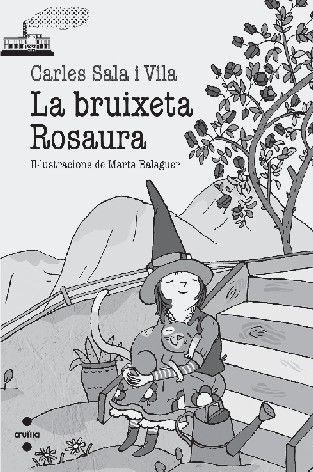 Carles Sala i Vila
La bruixeta
Rosaura
Il·lustracions de Marta Balaguer
cruïlla